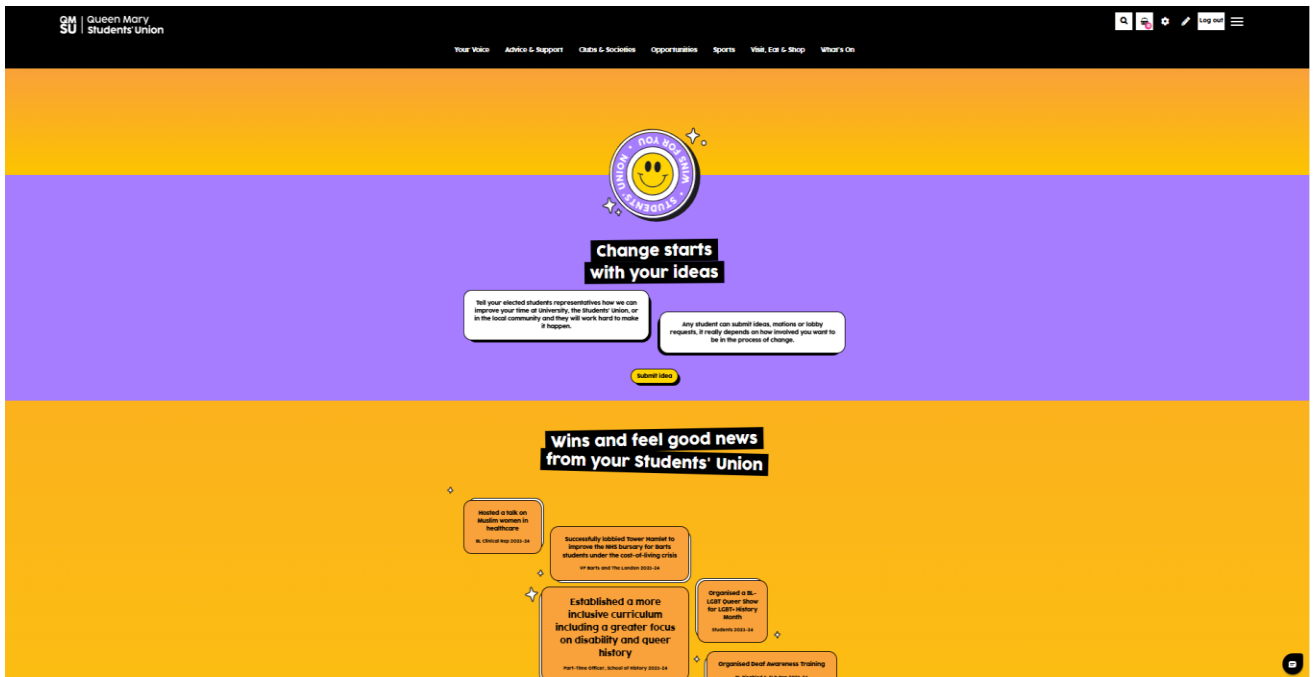 QM
SU
Queen Mary
Students' Union
Log out
Your Voice
Advice & Support
Clubs & Societies
Opportunities
Sports
Visit, Eat & Shop
What's On
STUDENTS' UNION • WINS FOR YOU •
Change starts
with your ideas
Tell your elected students representatives how we can
improve your time at University, the Students' Union, or
in the local community and they will work hard to make
it happen.
Any student can submit ideas, motions or lobby
requests, it really depends on how involved you want to
be in the process of change.
Submit idea
Wins and feel good news
from your Students' Union
Hosted a talk on
Muslim women in
healthcare
BL Clinical Rep 2023-24
Successfully lobbied Tower Hamlet to
improve the NHS bursary for Barts
students under the cost-of-living crisis
VP Barts and The London 2023-24
Established a more
inclusive curriculum
including a greater focus
on disability and queer
history
Part-Time Officer, School of History 2023-24
Organised a BL-
LGBT Queer Show
for LGBT+ History
Month
Students 2023-24
Organised Deaf Awareness Training